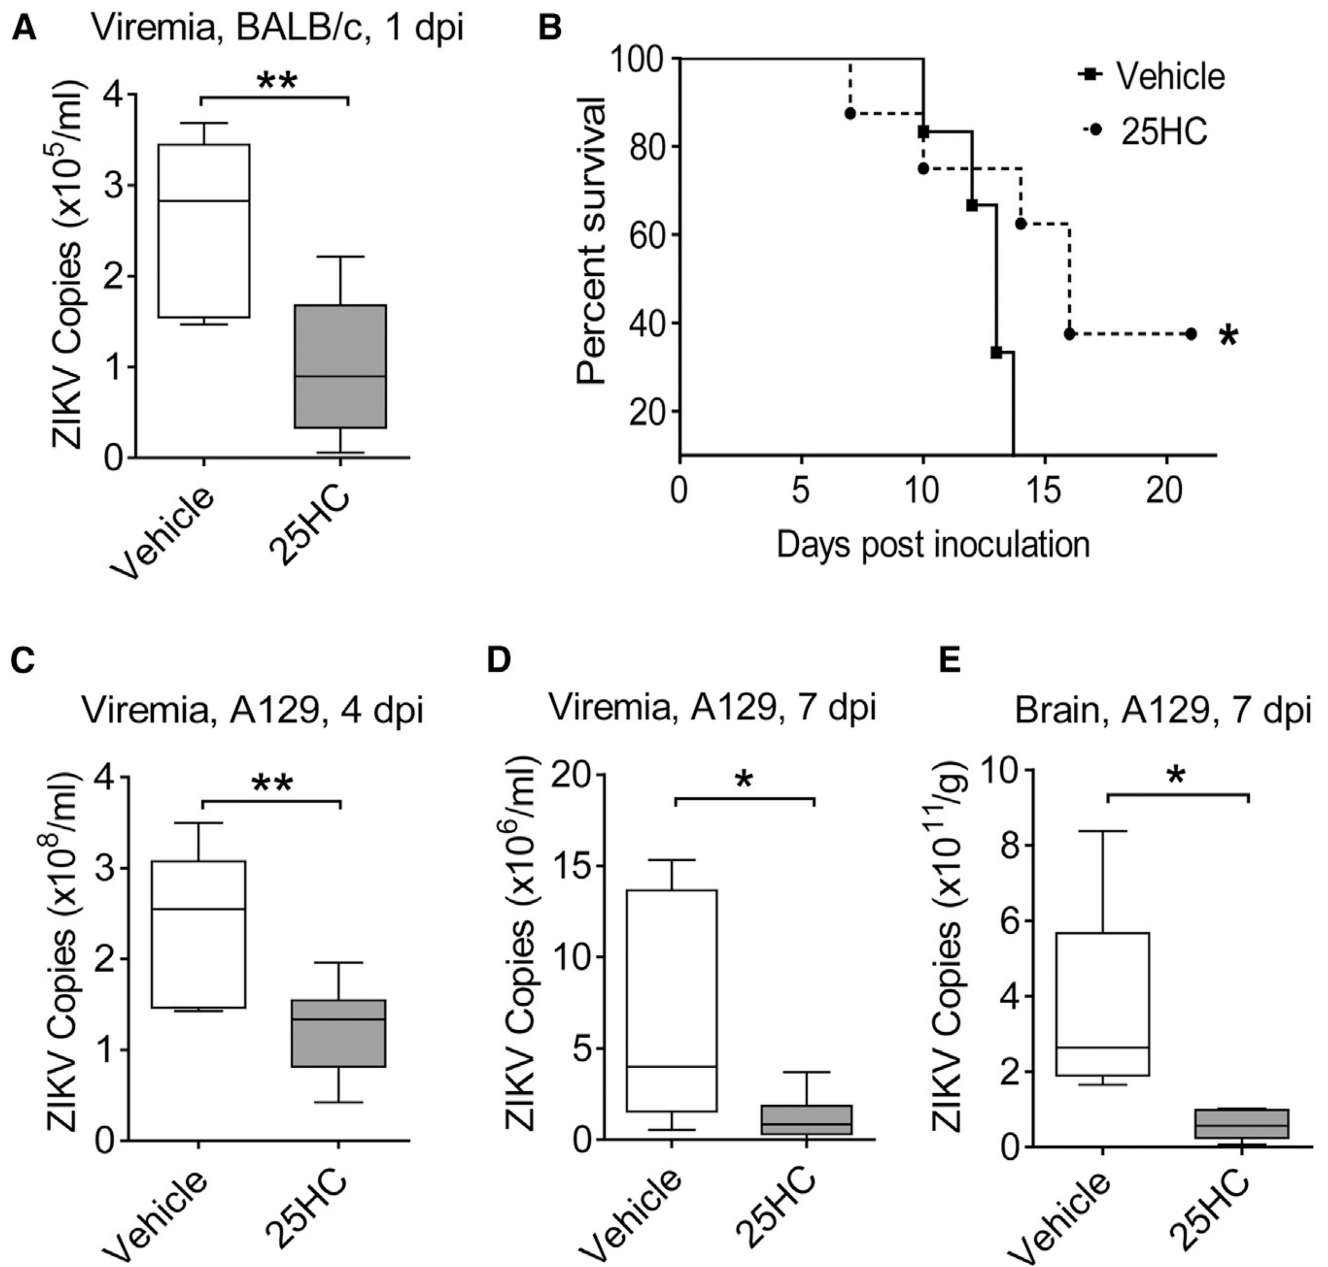 A Viremia, BALB/c, 1 dpi
ZIKV Copies (x10⁵/ml)
4
3
2
1
0
**
Vehicle
25HC
B
Percent survival
100
80
60
40
20
Vehicle
25HC
*
0 5 10 15 20
Days post inoculation
C
Viremia, A129, 4 dpi
ZIKV Copies (x10⁸/ml)
4
3
2
1
0
**
Vehicle
25HC
D
Viremia, A129, 7 dpi
ZIKV Copies (x10⁶/ml)
20
15
10
5
0
*
Vehicle
25HC
E
Brain, A129, 7 dpi
ZIKV Copies (x10¹¹/g)
10
8
6
4
2
0
*
Vehicle
25HC